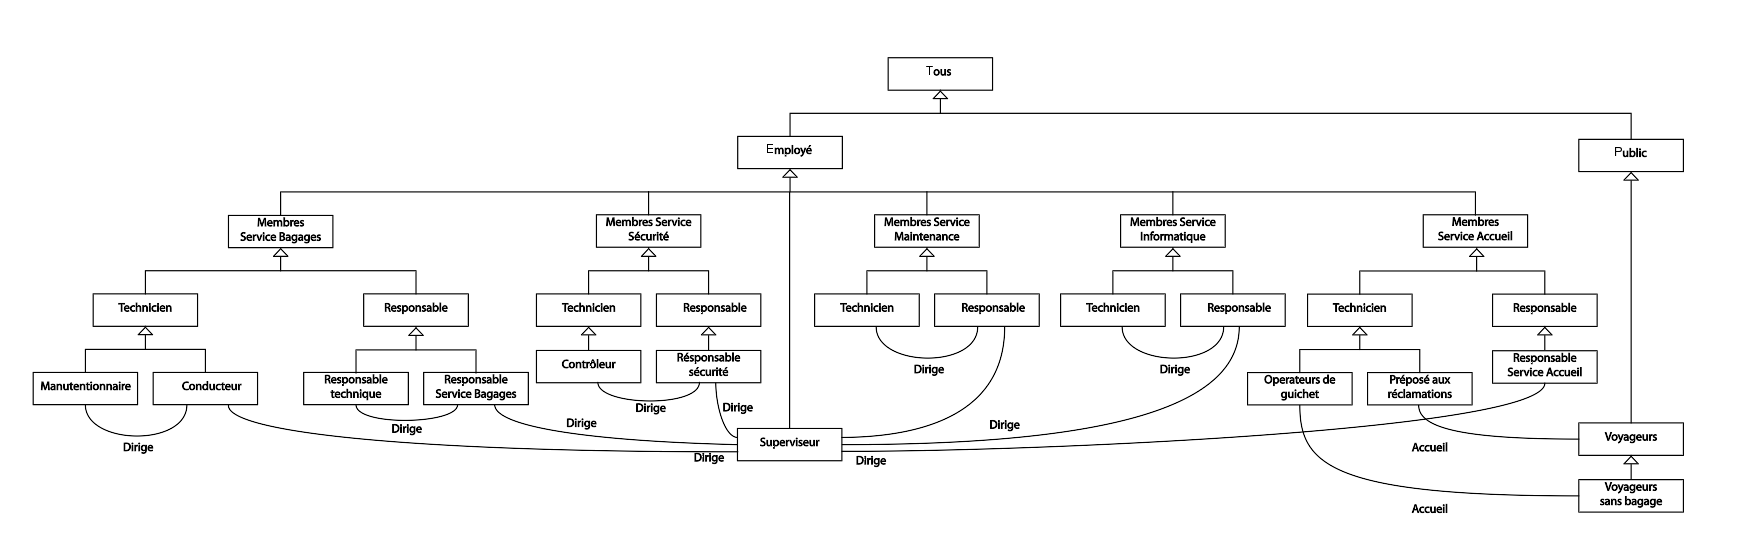 Tous
Employé
Public
Membres
Service Bagages
Membres Service
Sécurité
Membres Service
Maintenance
Membres Service
Informatique
Membres
Service Accueil
Technicien
Responsable
Technicien
Responsable
Technicien
Responsable
Technicien
Responsable
Technicien
Responsable
Manutentionnaire
Conducteur
Responsable
technique
Responsable
Service Bagages
Contrôleur
Résponsable
sécurité
Operateurs de
guichet
Préposé aux
réclamations
Responsable
Service Accueil
Dirige
Dirige
Dirige
Dirige
Dirige
Dirige
Dirige
Dirige
Superviseur
Dirige
Dirige
Voyageurs
Accueil
Voyageurs
sans bagage
Accueil